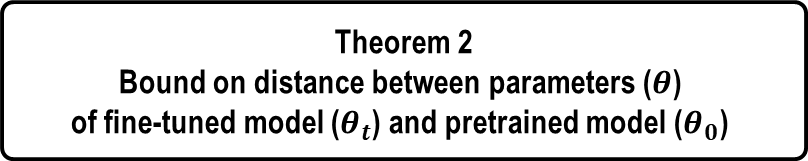 Theorem 2
Bound on distance between parameters (θ)
of fine-tuned model (θₜ) and pretrained model (θ₀)